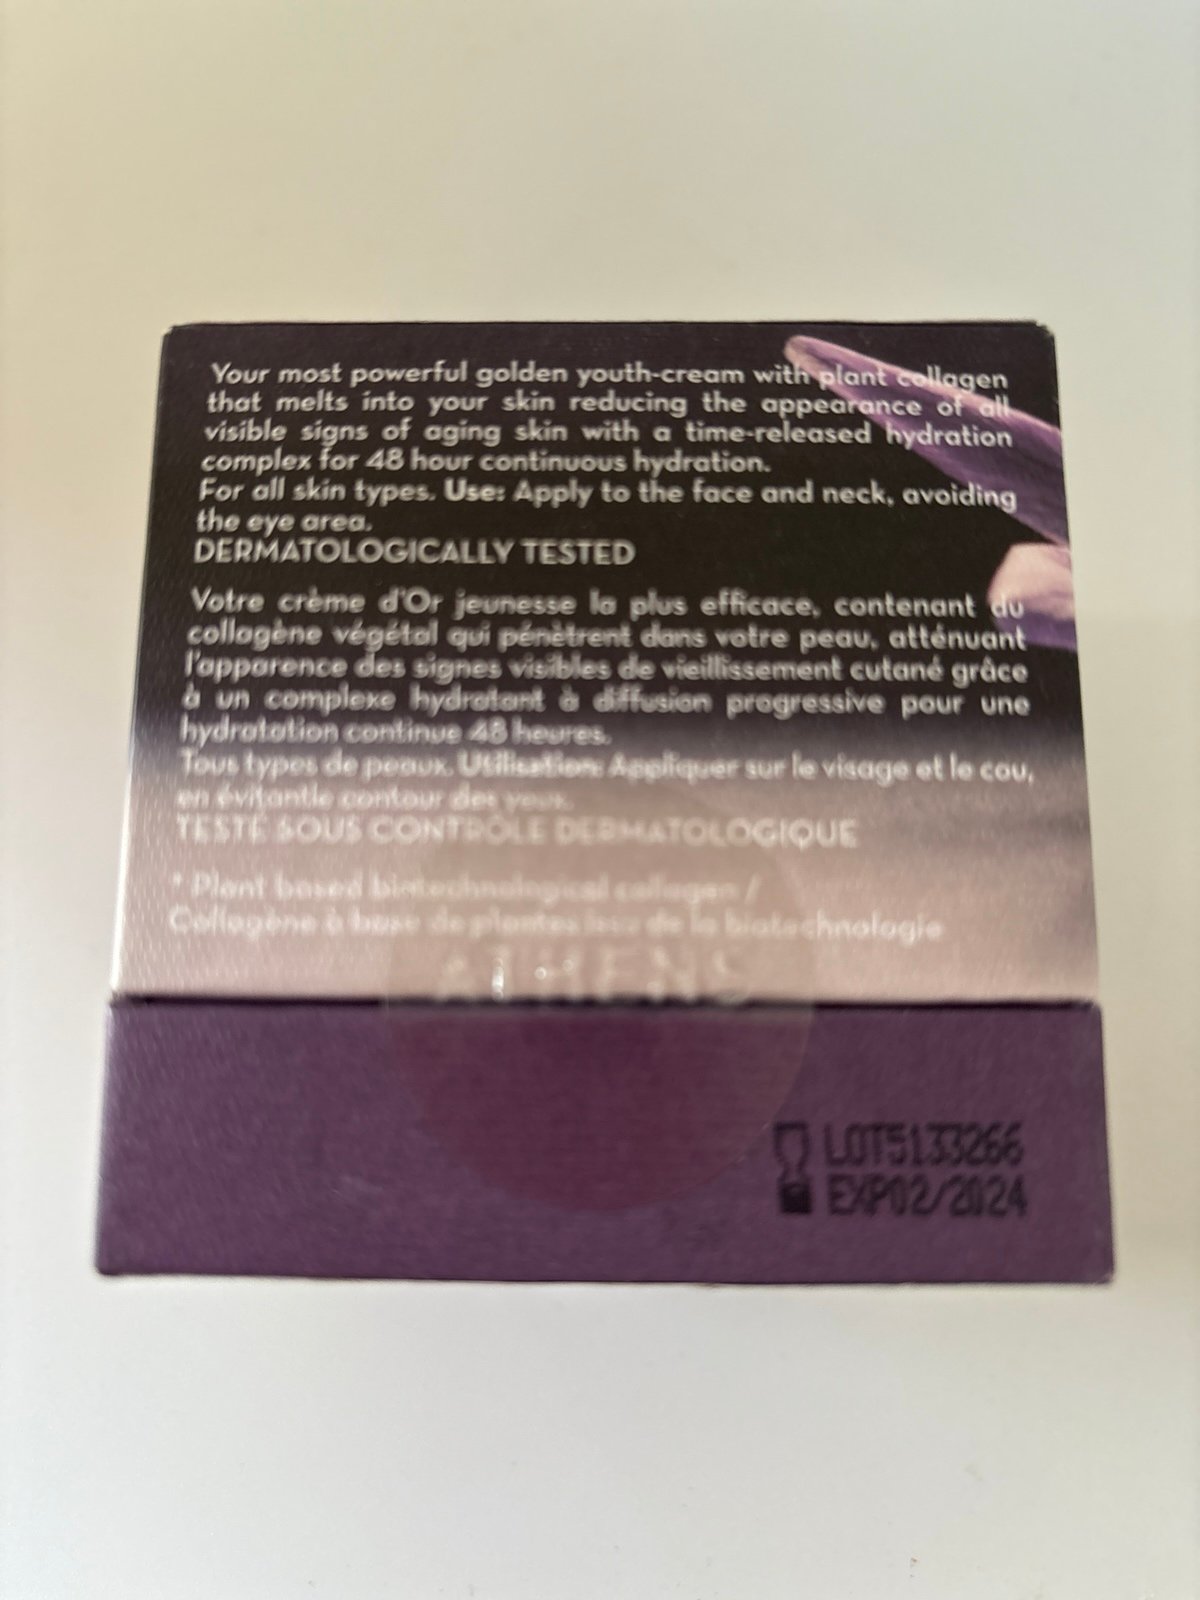 Your most powerful golden youth-cream with plant collagen
that melts into your skin reducing the appearance of all
visible signs of aging skin with a time-released hydration
complex for 48 hour continuous hydration.
For all skin types. Use: Apply to the face and neck, avoiding
the eye area.
DERMATOLOGICALLY TESTED
Votre crème d'Or jeunesse la plus efficace, contenant du
collagène végétal qui pénètrent dans votre peau, atténuant
l'apparence des signes visibles de vieillissement cutané grâce
à un complexe hydratant à diffusion progressive pour une
hydratation continue 48 heures.
Tous types de peaux. Utilisation: Appliquer sur le visage et le cou,
en évitantle contour des yeux.
TESTÉ SOUS CONTRÔLE DERMATOLOGIQUE
* Plant based biotechnological collagen /
Collagène à base de plantes issu de la biotechnologie
ATHENS
LOT5133266
EXP02/2024